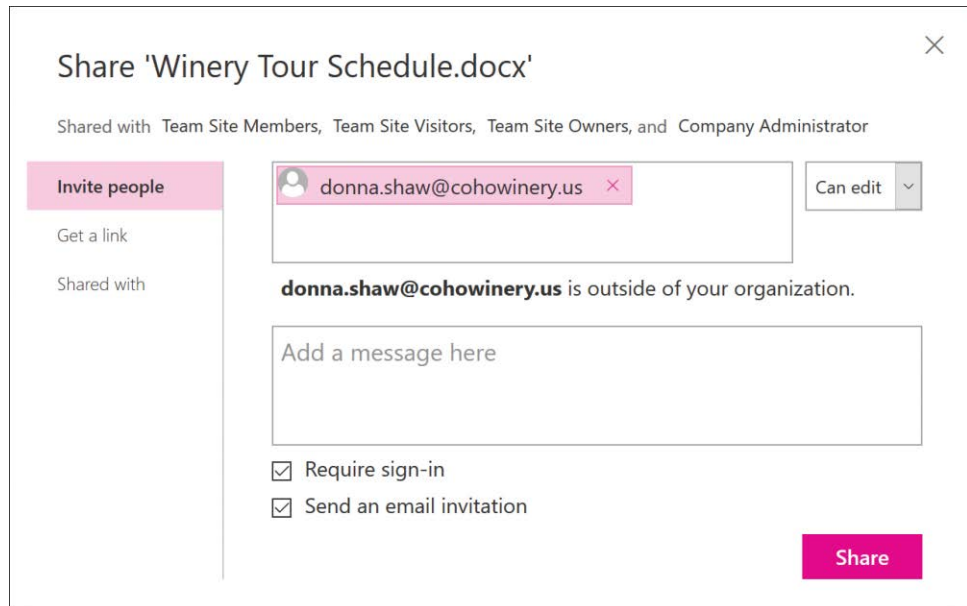 Share 'Winery Tour Schedule.docx'
Shared with Team Site Members, Team Site Visitors, Team Site Owners, and Company Administrator
Invite people
Get a link
Shared with
donna.shaw@cohowinery.us
Can edit
donna.shaw@cohowinery.us is outside of your organization.
Add a message here
Require sign-in
Send an email invitation
Share